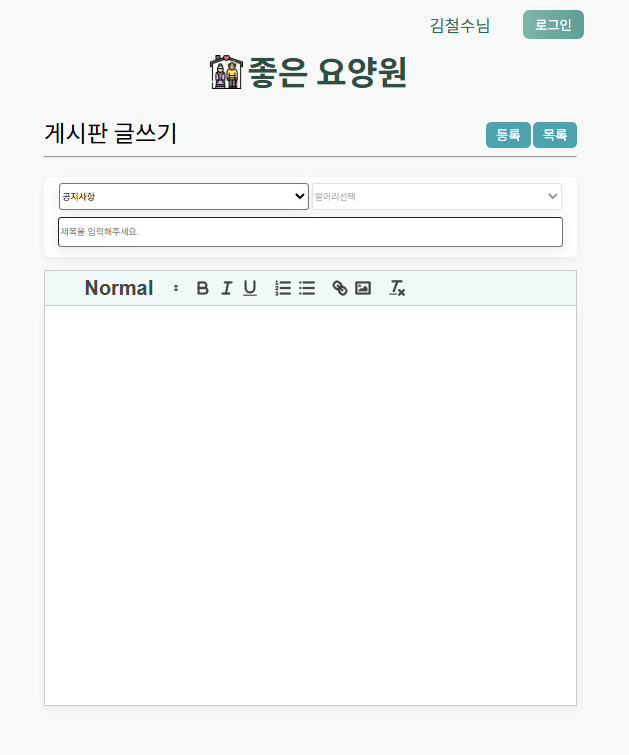 김철수님 로그인
좋은 요양원
게시판 글쓰기 등록 목록
공지사항 말머리선택
제목을 입력해주세요.
Normal B I U